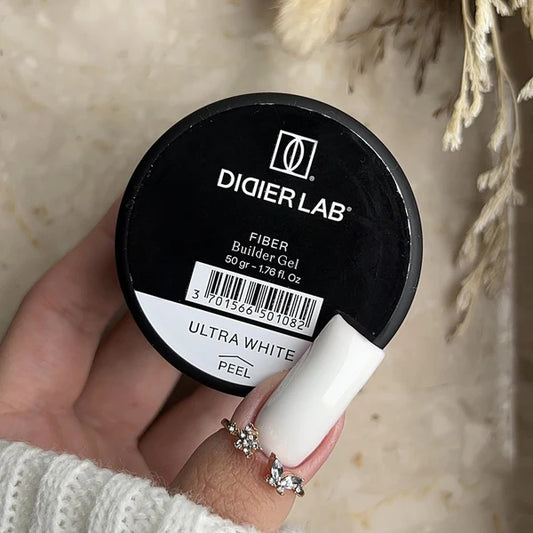 DIDIER LAB®
FIBER
Builder Gel
50 gr – 1.76 fl. Oz
3 701566 501082
ULTRA WHITE
PEEL